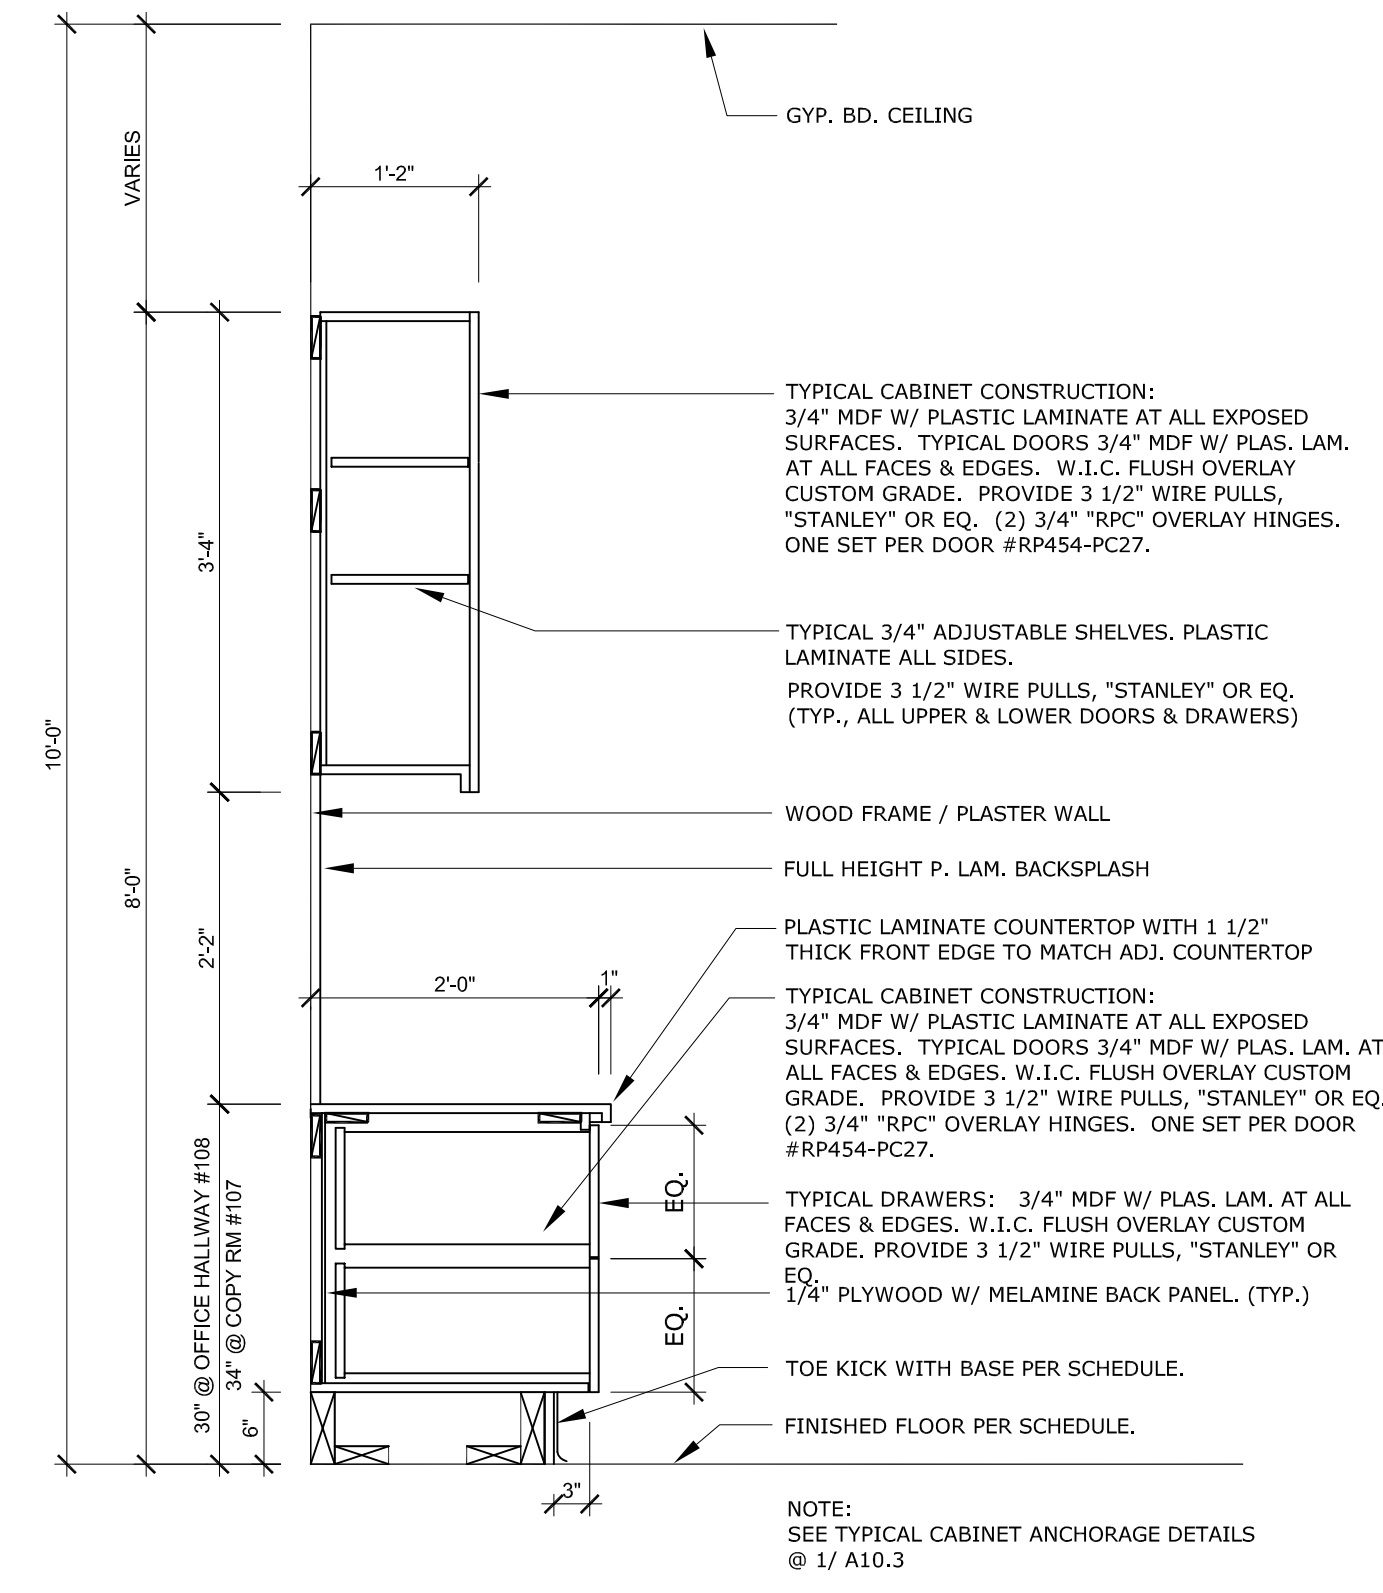 GYP. BD. CEILING
VARIES
1'-2"
TYPICAL CABINET CONSTRUCTION:
3/4" MDF W/ PLASTIC LAMINATE AT ALL EXPOSED
SURFACES. TYPICAL DOORS 3/4" MDF W/ PLAS. LAM.
AT ALL FACES & EDGES. W.I.C. FLUSH OVERLAY
CUSTOM GRADE. PROVIDE 3 1/2" WIRE PULLS,
"STANLEY" OR EQ. (2) 3/4" "RPC" OVERLAY HINGES.
ONE SET PER DOOR #RP454-PC27.
3'-4"
TYPICAL 3/4" ADJUSTABLE SHELVES. PLASTIC
LAMINATE ALL SIDES.
PROVIDE 3 1/2" WIRE PULLS, "STANLEY" OR EQ.
(TYP., ALL UPPER & LOWER DOORS & DRAWERS)
10'-0"
WOOD FRAME / PLASTER WALL
FULL HEIGHT P. LAM. BACKSPLASH
8'-0"
2'-2"
PLASTIC LAMINATE COUNTERTOP WITH 1 1/2"
THICK FRONT EDGE TO MATCH ADJ. COUNTERTOP
2'-0"
1"
TYPICAL CABINET CONSTRUCTION:
3/4" MDF W/ PLASTIC LAMINATE AT ALL EXPOSED
SURFACES. TYPICAL DOORS 3/4" MDF W/ PLAS. LAM. AT
ALL FACES & EDGES. W.I.C. FLUSH OVERLAY CUSTOM
GRADE. PROVIDE 3 1/2" WIRE PULLS, "STANLEY" OR EQ.
(2) 3/4" "RPC" OVERLAY HINGES. ONE SET PER DOOR
#RP454-PC27.
EQ.
TYPICAL DRAWERS: 3/4" MDF W/ PLAS. LAM. AT ALL
FACES & EDGES. W.I.C. FLUSH OVERLAY CUSTOM
GRADE. PROVIDE 3 1/2" WIRE PULLS, "STANLEY" OR
EQ.
1/4" PLYWOOD W/ MELAMINE BACK PANEL. (TYP.)
EQ.
30" @ OFFICE HALLWAY #108
34" @ COPY RM #107
6"
TOE KICK WITH BASE PER SCHEDULE.
FINISHED FLOOR PER SCHEDULE.
3"
NOTE:
SEE TYPICAL CABINET ANCHORAGE DETAILS
@ 1/ A10.3